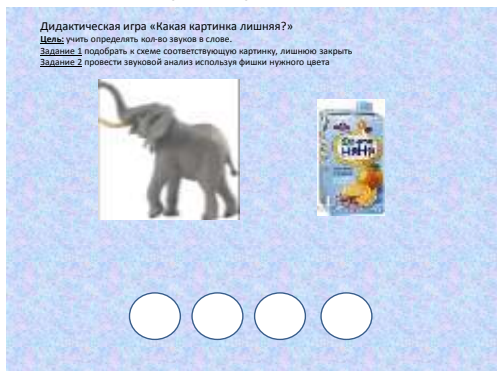 Дидактическая игра «Какая картинка лишняя?»
Цель: учить определять кол-во звуков в слове.
Задание 1 подобрать к схеме соответствующую картинку, лишнюю закрыть
Задание 2 провести звуковой анализ используя фишки нужного цвета
няня